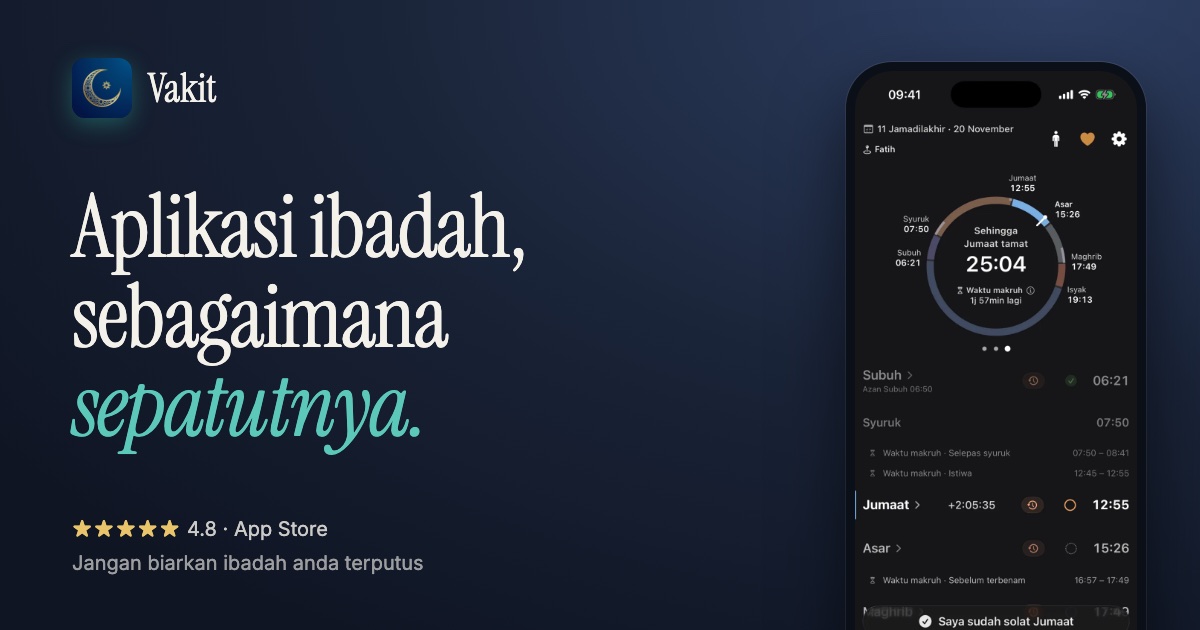 Vakit
Aplikasi ibadah,
sebagaimana
sepatutnya.
4.8 · App Store
Jangan biarkan ibadah anda terputus
09:41
11 Jamadilakhir · 20 November
Fatih
Jumaat
12:55
Asar
15:26
Syuruk
07:50
Subuh
06:21
Maghrib
17:49
Isyak
19:13
Sehingga
Jumaat tamat
25:04
Waktu makruh
1j 57min lagi
Subuh 06:21
Azan Subuh 06:50
Syuruk 07:50
Waktu makruh · Selepas syuruk 07:50 – 08:41
Waktu makruh · Istiwa 12:45 – 12:55
Jumaat +2:05:35 12:55
Asar 15:26
Waktu makruh · Sebelum terbenam 16:57 – 17:49
Maghrib 17:49
Saya sudah solat Jumaat